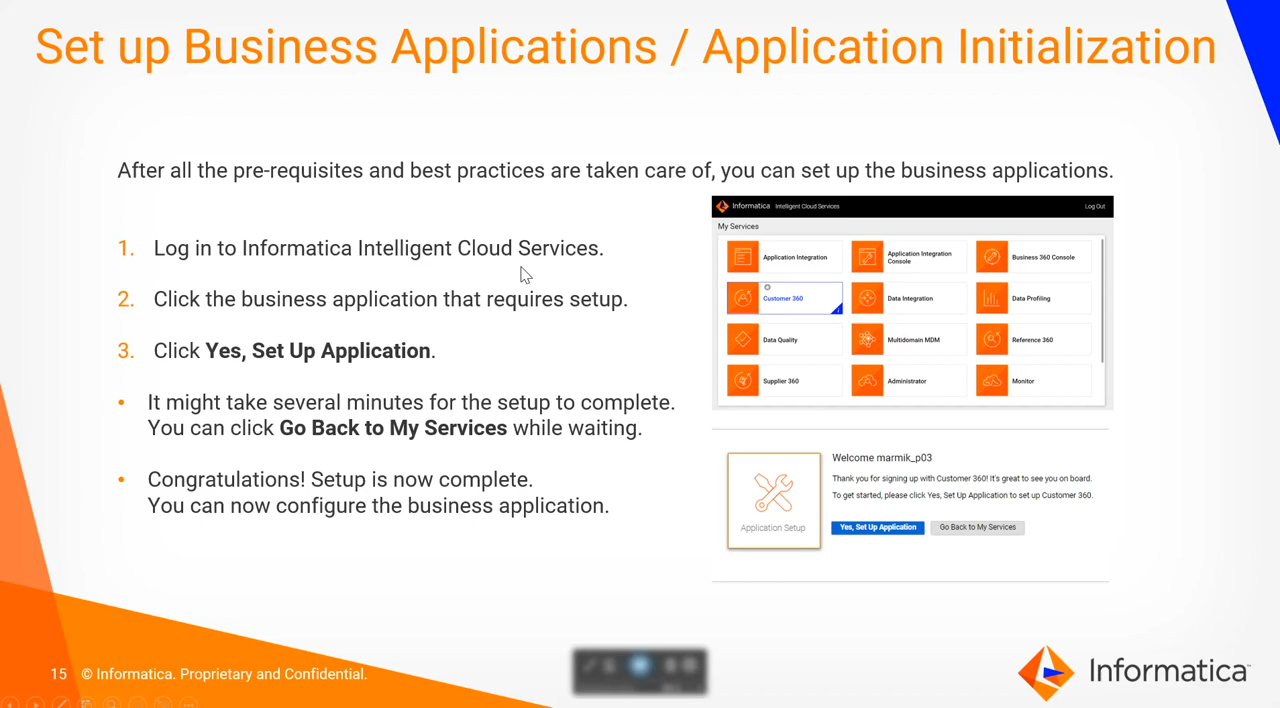 Set up Business Applications / Application Initialization
After all the pre-requisites and best practices are taken care of, you can set up the business applications.
1. Log in to Informatica Intelligent Cloud Services.
2. Click the business application that requires setup.
3. Click Yes, Set Up Application.
• It might take several minutes for the setup to complete.
You can click Go Back to My Services while waiting.
• Congratulations! Setup is now complete.
You can now configure the business application.
Informatica Intelligent Cloud Services Log Out
My Services
Application Integration
Application Integration
Console
Business 360 Console
Customer 360
Data Integration
Data Profiling
Data Quality
Multidomain MDM
Reference 360
Supplier 360
Administrator
Monitor
Application Setup
Welcome marmik_p03
Thank you for signing up with Customer 360! It's great to see you on board.
To get started, please click Yes, Set Up Application to set up Customer 360.
Yes, Set Up Application
Go Back to My Services
15 © Informatica. Proprietary and Confidential.
Informatica™